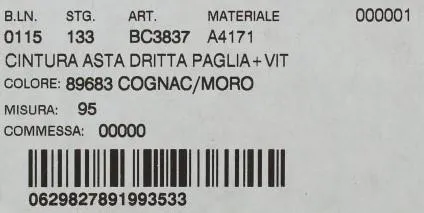 B.LN. STG. ART. MATERIALE 000001
0115 133 BC3837 A4171
CINTURA ASTA DRITTA PAGLIA+VIT
COLORE: 89683 COGNAC/MORO
MISURA: 95
COMMESSA: 00000
0629827891993533